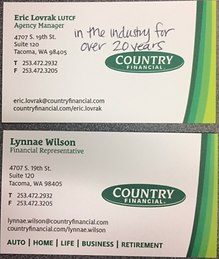 Eric Lovrak LUTCF
Agency Manager
in the industry for
over 20 years
4707 S. 19th St.
Suite 120
Tacoma, WA 98405
T 253.472.2932
F 253.472.3205
COUNTRY
FINANCIAL
eric.lovrak@countryfinancial.com
countryfinancial.com/eric.lovrak
Lynnae Wilson
Financial Representative
4707 S. 19th St.
Suite 120
Tacoma, WA 98405
T 253.472.2932
F 253.472.3205
COUNTRY
FINANCIAL
lynnae.wilson@countryfinancial.com
countryfinancial.com/lynnae.wilson
AUTO | HOME | LIFE | BUSINESS | RETIREMENT